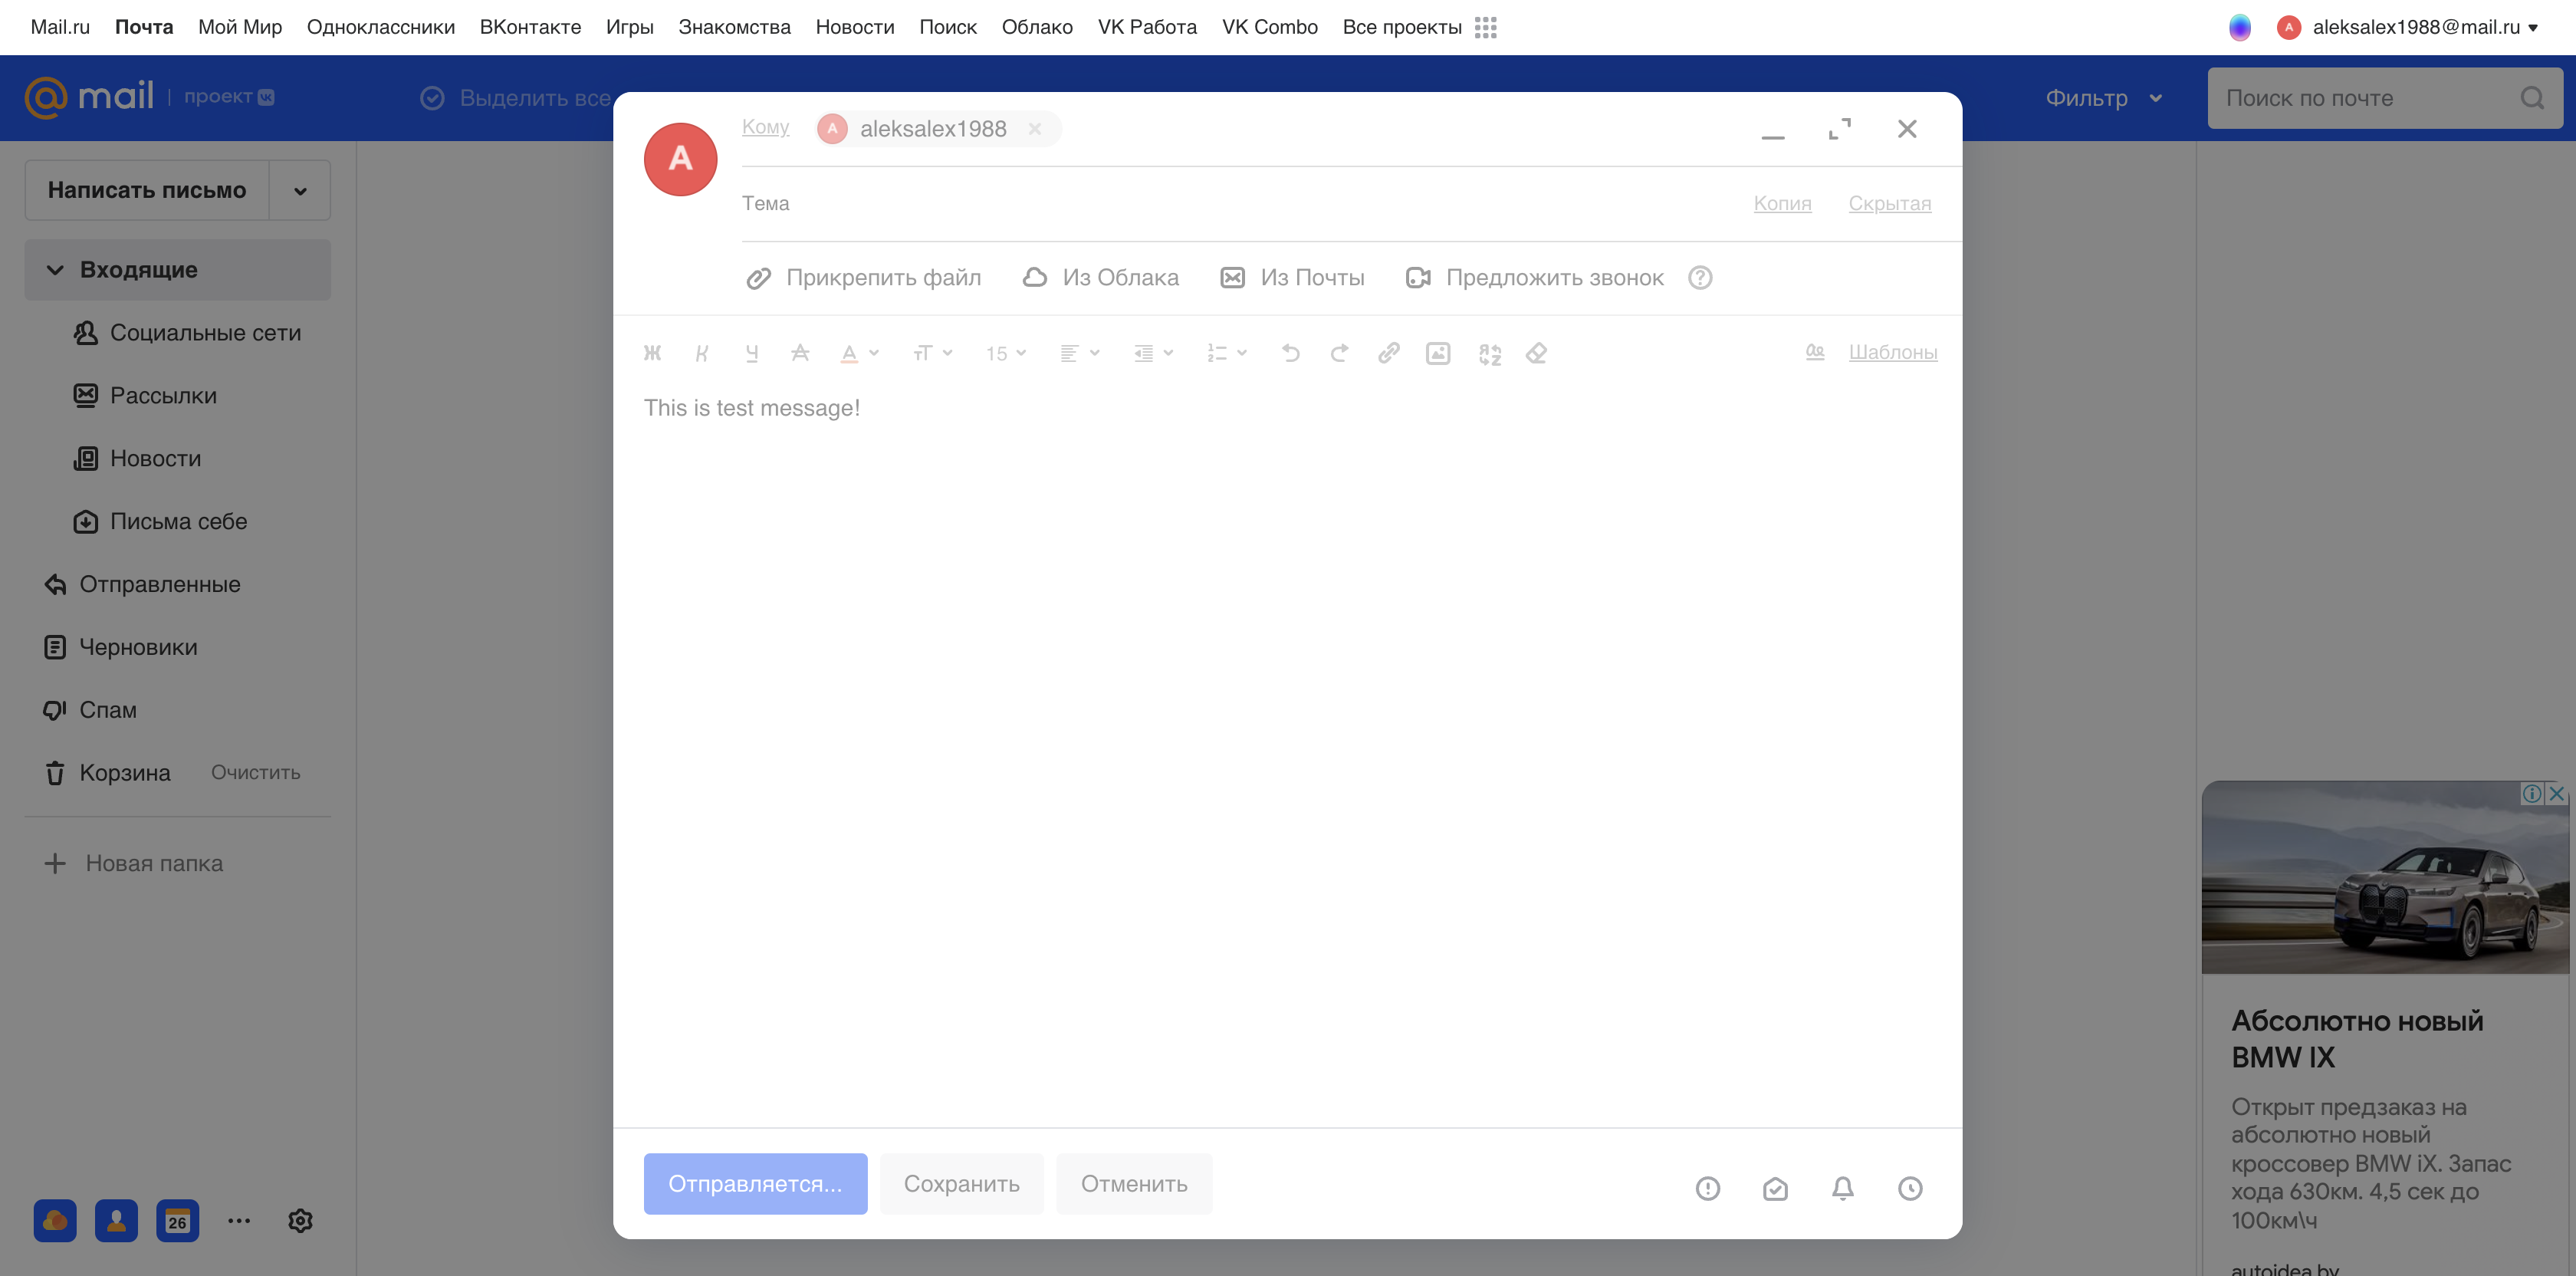 Mail.ru Почта Мой Мир Одноклассники ВКонтакте Игры Знакомства Новости Поиск Облако VK Работа VK Combo Все проекты
A aleksalex1988@mail.ru
@mail проект
Выделить все
Фильтр
Поиск по почте
Написать письмо
Входящие
Социальные сети
Рассылки
Новости
Письма себе
Отправленные
Черновики
Спам
Корзина Очистить
Новая папка
26
A
Кому A aleksalex1988
Тема Копия Скрытая
Прикрепить файл Из Облака Из Почты Предложить звонок
Ж К Ч А А тТ 15 Шаблоны
This is test message!
Отправляется... Сохранить Отменить
Абсолютно новый
BMW IX
Открыт предзаказ на
абсолютно новый
кроссовер BMW iX. Запас
хода 630км. 4,5 сек до
100км\ч
autoidea.by